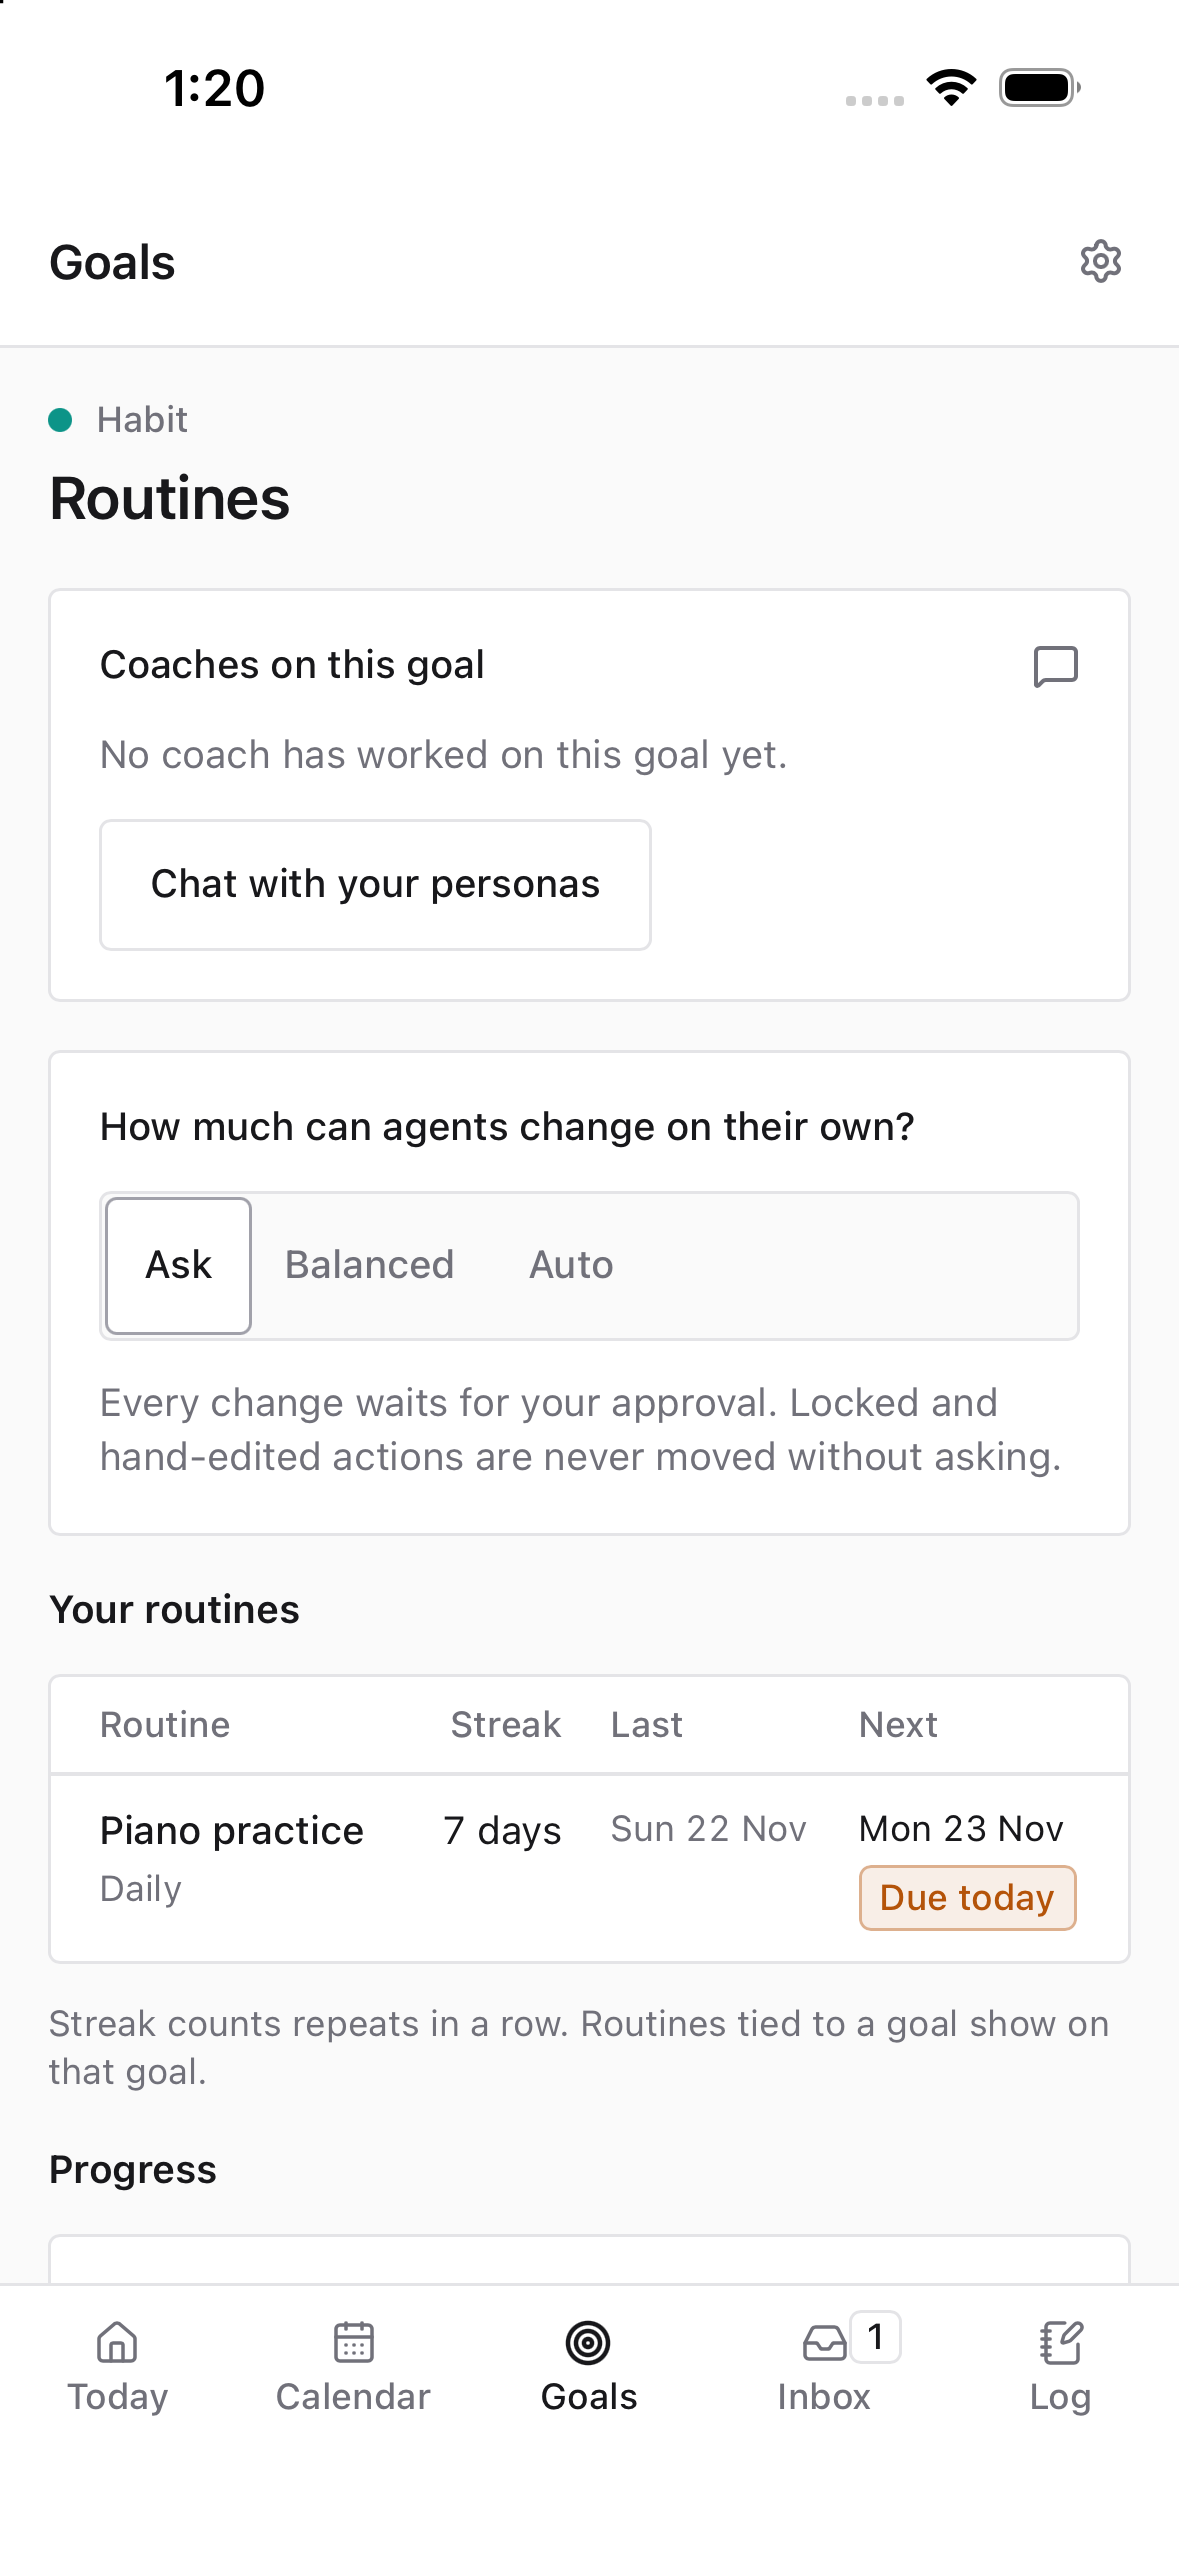 1:20
Goals
Habit
Routines
Coaches on this goal
No coach has worked on this goal yet.
Chat with your personas
How much can agents change on their own?
Ask Balanced Auto
Every change waits for your approval. Locked and
hand-edited actions are never moved without asking.
Your routines
Routine Streak Last Next
Piano practice 7 days Sun 22 Nov Mon 23 Nov
Daily Due today
Streak counts repeats in a row. Routines tied to a goal show on
that goal.
Progress
1
Today Calendar Goals Inbox Log